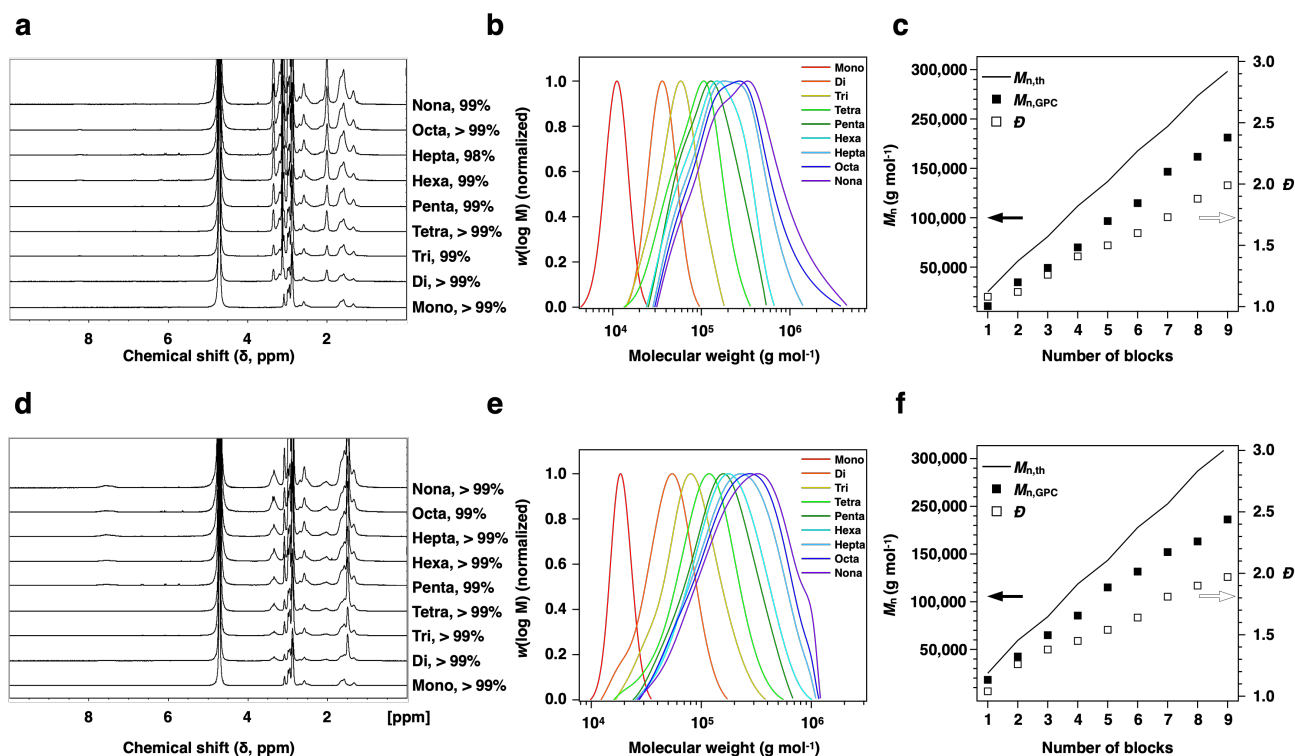 a
Nona, 99%
Octa, > 99%
Hepta, 98%
Hexa, 99%
Penta, 99%
Tetra, > 99%
Tri, 99%
Di, > 99%
Mono, > 99%
8 6 4 2
Chemical shift (δ, ppm)
b
w(log M) (normalized)
1.0
0.8
0.6
0.4
0.2
0.0
Mono
Di
Tri
Tetra
Penta
Hexa
Hepta
Octa
Nona
10⁴ 10⁵ 10⁶
Molecular weight (g mol⁻¹)
c
Mₙ (g mol⁻¹)
300,000
250,000
150,000
100,000
50,000
Mn,th
Mn,GPC
Đ
3.0
2.5
2.0
1.5
1.0
Đ
1 2 3 4 5 6 7 8 9
Number of blocks
d
Nona, > 99%
Octa, 99%
Hepta, > 99%
Hexa, > 99%
Penta, 99%
Tetra, > 99%
Tri, > 99%
Di, > 99%
Mono, > 99%
8 6 4 2 [ppm]
Chemical shift (δ, ppm)
e
w(log M) (normalized)
1.0
0.8
0.6
0.4
0.2
0.0
Mono
Di
Tri
Tetra
Penta
Hexa
Hepta
Octa
Nona
10⁴ 10⁵ 10⁶
Molecular weight (g mol⁻¹)
f
Mₙ (g mol⁻¹)
300,000
250,000
150,000
100,000
50,000
Mn,th
Mn,GPC
Đ
3.0
2.5
2.0
1.5
1.0
Đ
1 2 3 4 5 6 7 8 9
Number of blocks